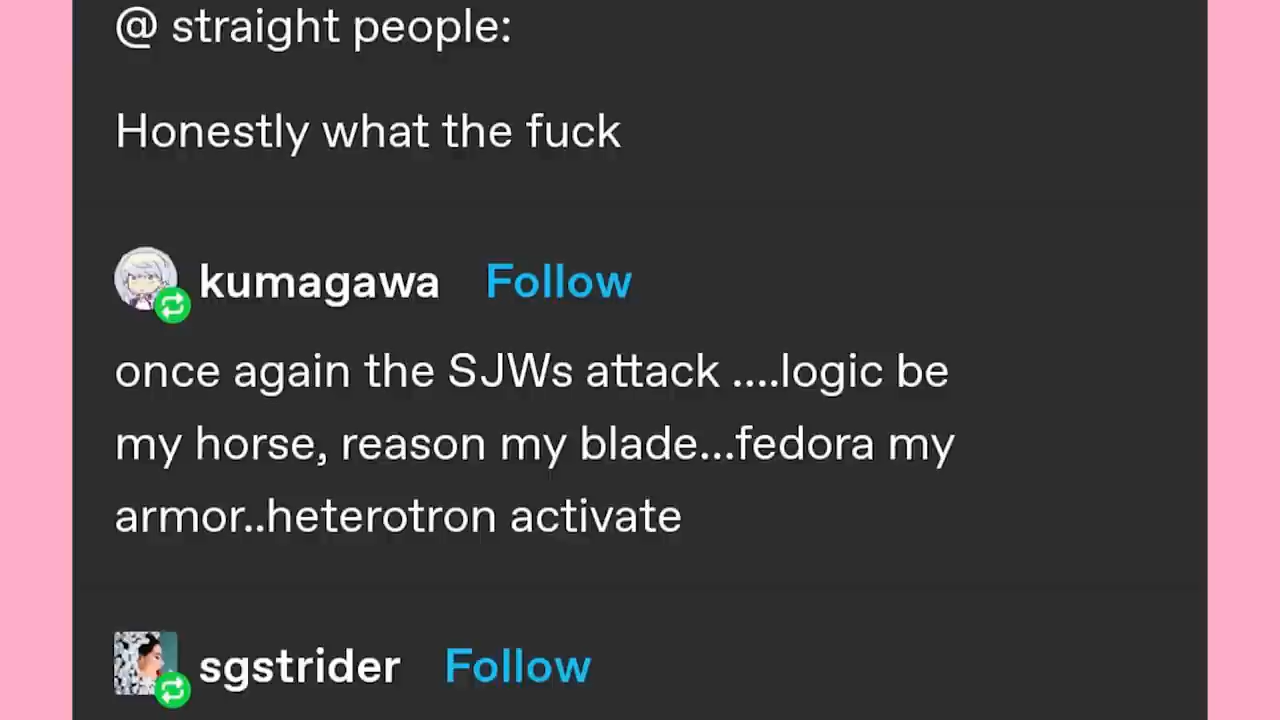 @ straight people:
Honestly what the fuck
kumagawa Follow
once again the SJWs attack ....logic be
my horse, reason my blade...fedora my
armor..heterotron activate
sgstrider Follow